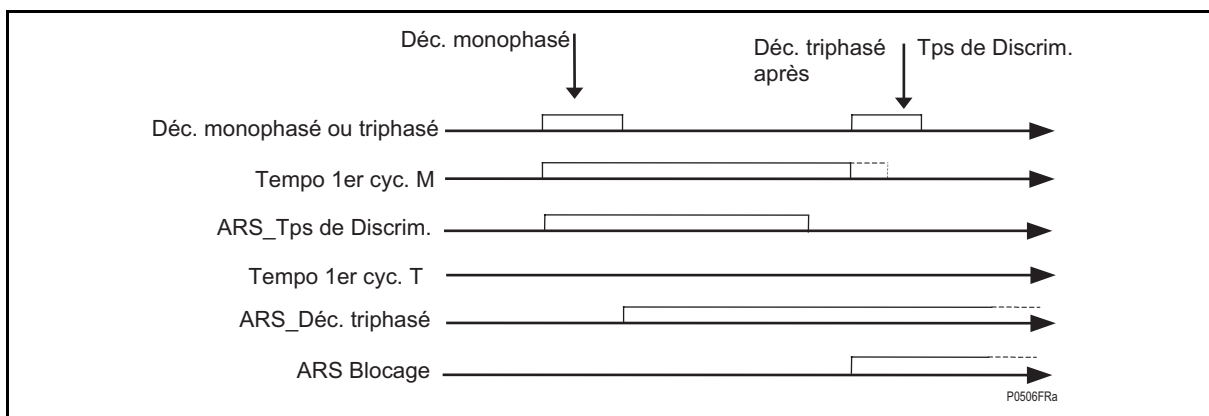 Déc. monophasé
Déc. triphasé
après
Tps de Discrim.
Déc. monophasé ou triphasé
Tempo 1er cyc. M
ARS_Tps de Discrim.
Tempo 1er cyc. T
ARS_Déc. triphasé
ARS Blocage
P0506FRa